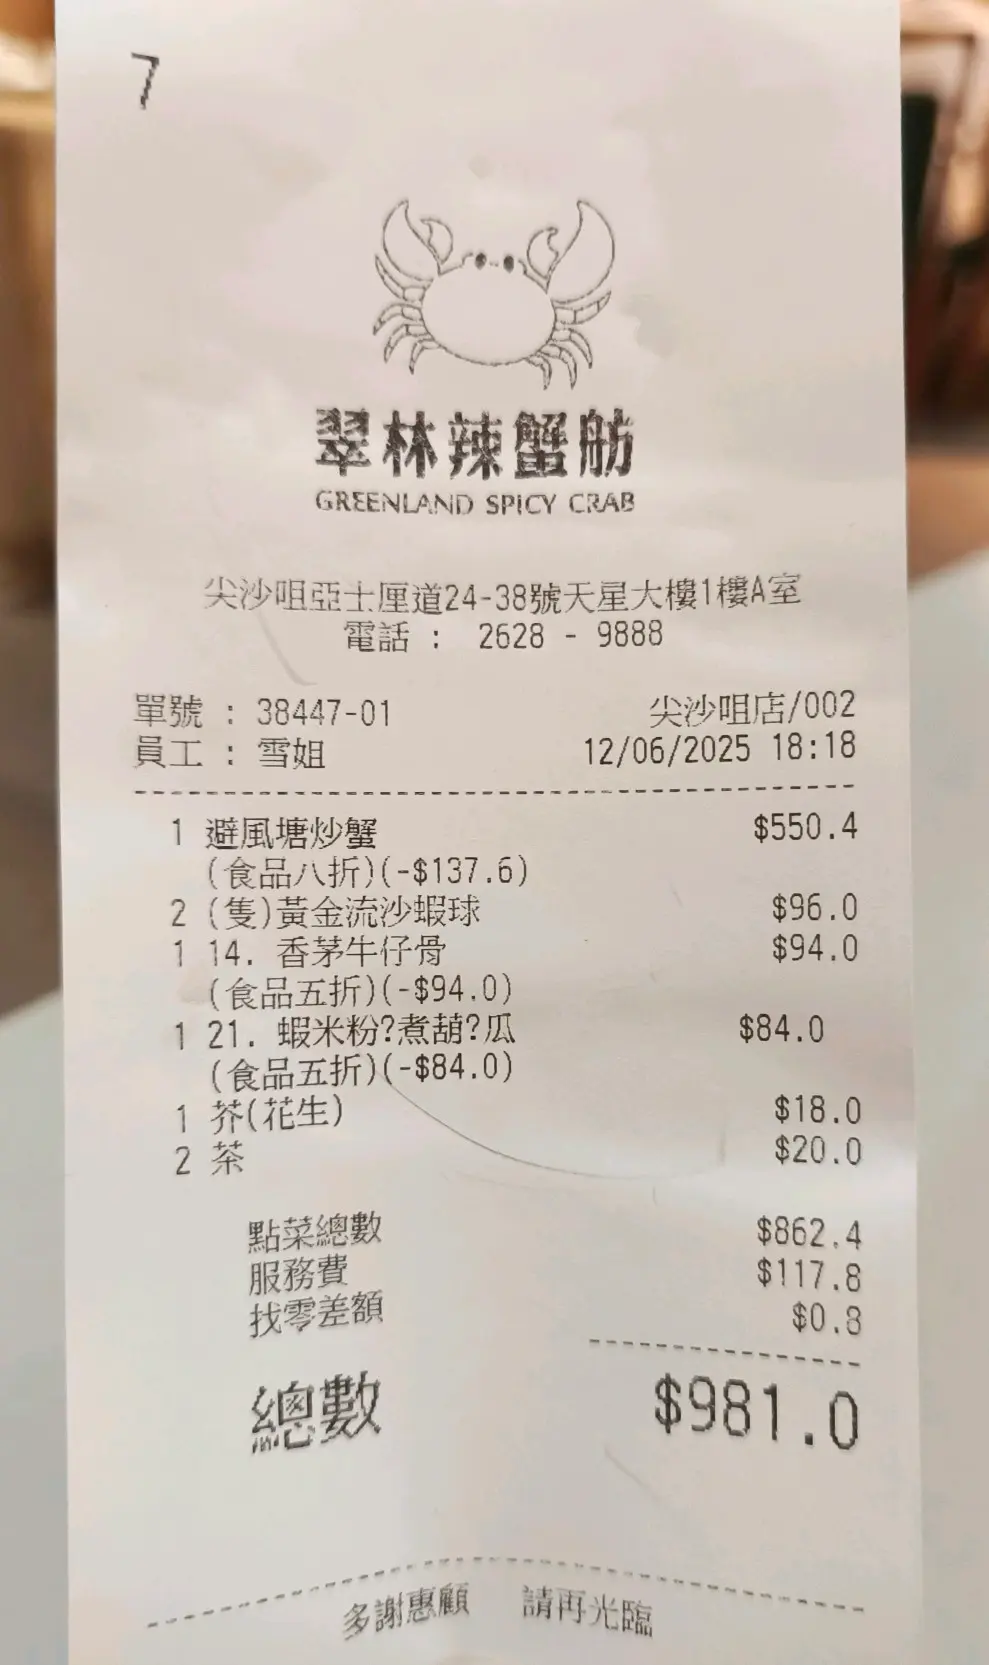 7
翠林辣蟹舫
GREENLAND SPICY CRAB
尖沙咀亞士厘道24-38號天星大樓1樓A室
電話 : 2628 - 9888
單號 : 38447-01 尖沙咀店/002
員工 : 雪姐 12/06/2025 18:18
1 避風塘炒蟹 $550.4
(食品八折)(-$137.6)
2 (隻)黃金流沙蝦球 $96.0
1 14. 香茅牛仔骨 $94.0
(食品五折)(-$94.0)
1 21. 蝦米粉?煮葫?瓜 $84.0
(食品五折)(-$84.0)
1 芥(花生) $18.0
2 茶 $20.0
點菜總數 $862.4
服務費 $117.8
找零差額 $0.8
總數 $981.0
多謝惠顧 請再光臨